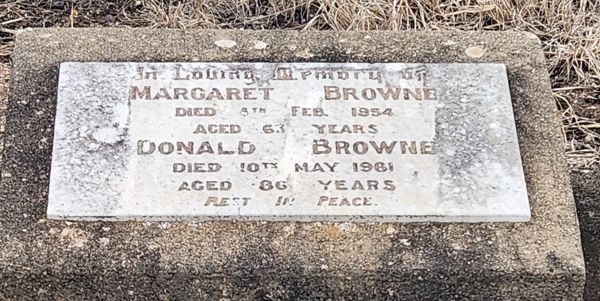 In Loving Memory of
MARGARET BROWNE
DIED 8TH FEB. 1954
AGED 63 YEARS
DONALD BROWNE
DIED 10TH MAY 1961
AGED 86 YEARS
REST IN PEACE.